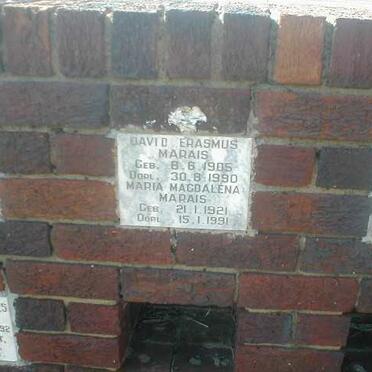 DAVID ERASMUS
MARAIS
GEB. 8.6.1905
OORL. 30.8.1990
MARIA MAGDALENA
MARAIS
GEB. 21.1.1921
OORL. 15.1.1991